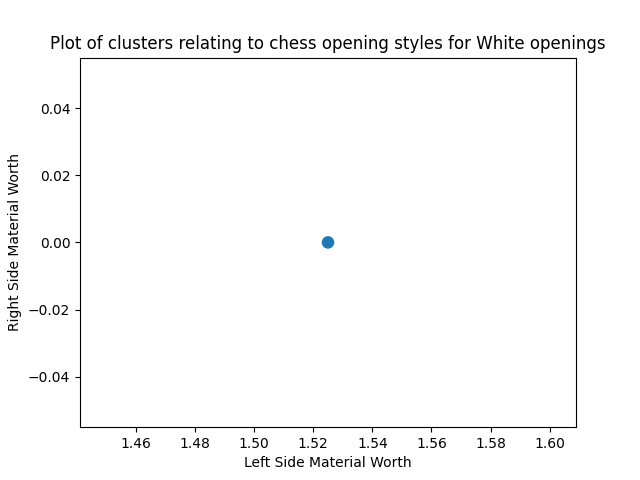 Plot of clusters relating to chess opening styles for White openings
Right Side Material Worth
0.04
0.02
0.00
−0.02
−0.04
1.46 1.48 1.50 1.52 1.54 1.56 1.58 1.60
Left Side Material Worth